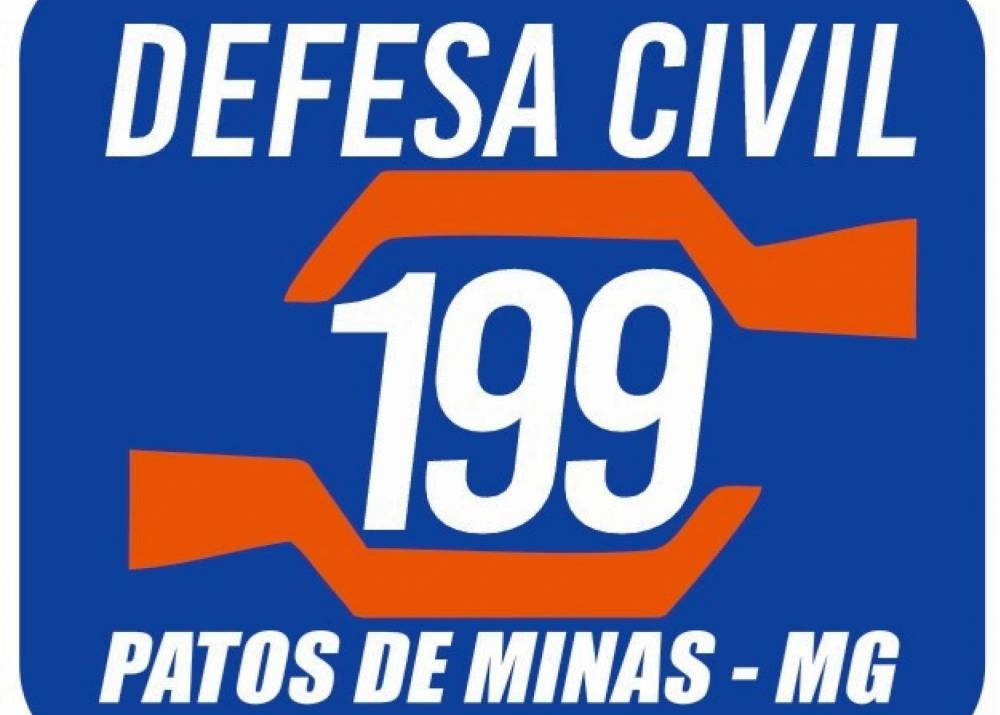 DEFESA CIVIL
199
PATOS DE MINAS - MG